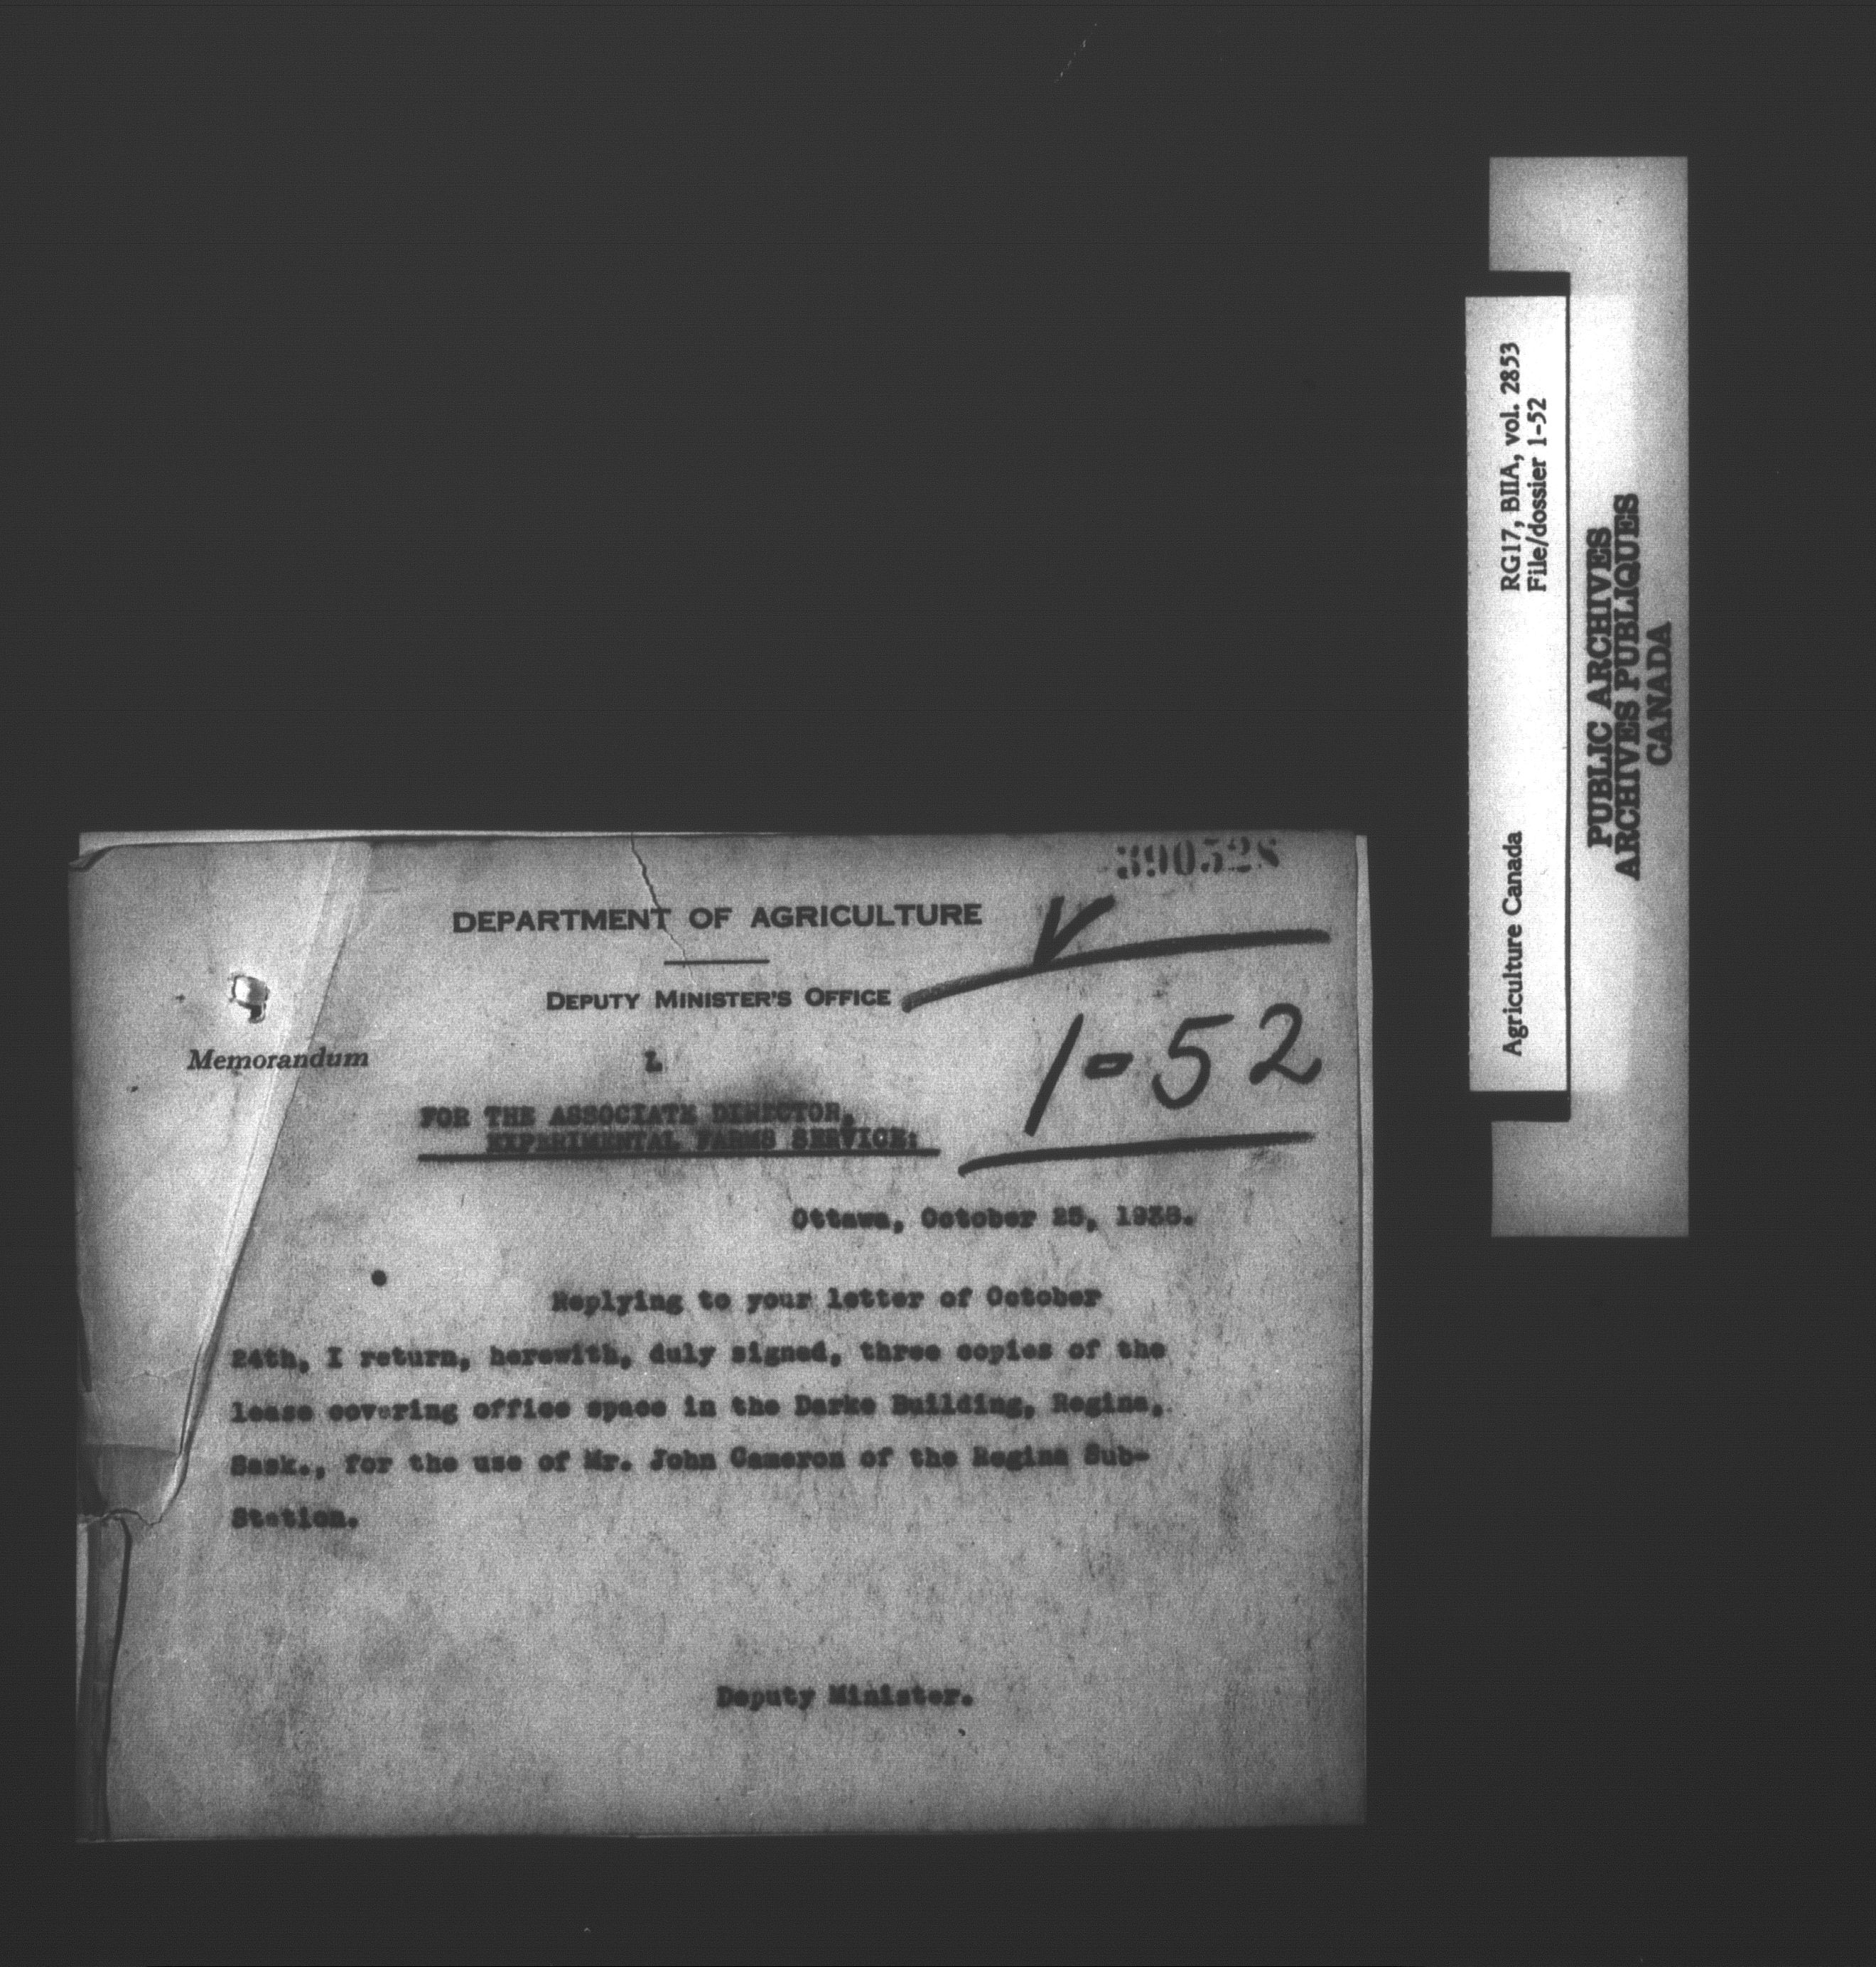 390528
DEPARTMENT OF AGRICULTURE
DEPUTY MINISTER'S OFFICE
1-52
Memorandum
L
FOR THE ASSOCIATE DIRECTOR,
EXPERIMENTAL FARMS SERVICE:
Ottawa, October 25, 1938.
Replying to your letter of October
24th, I return, herewith, duly signed, three copies of the
lease covering office space in the Darke Building, Regina,
Sask., for the use of Mr. John Cameron of the Regina Sub-
Station.
Deputy Minister.
Agriculture Canada RG17, BIIA, vol. 2853
File/dossier 1-52
PUBLIC ARCHIVES
ARCHIVES PUBLIQUES
CANADA